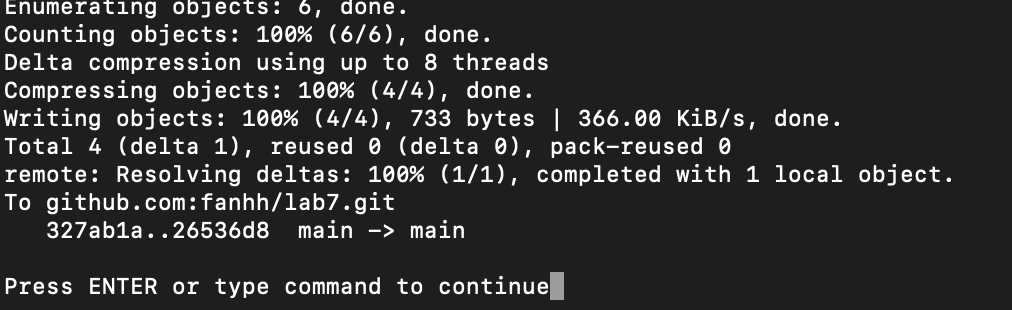 Enumerating objects: 6, done.
Counting objects: 100% (6/6), done.
Delta compression using up to 8 threads
Compressing objects: 100% (4/4), done.
Writing objects: 100% (4/4), 733 bytes | 366.00 KiB/s, done.
Total 4 (delta 1), reused 0 (delta 0), pack-reused 0
remote: Resolving deltas: 100% (1/1), completed with 1 local object.
To github.com:fanhh/lab7.git
   327ab1a..26536d8  main -> main
Press ENTER or type command to continue